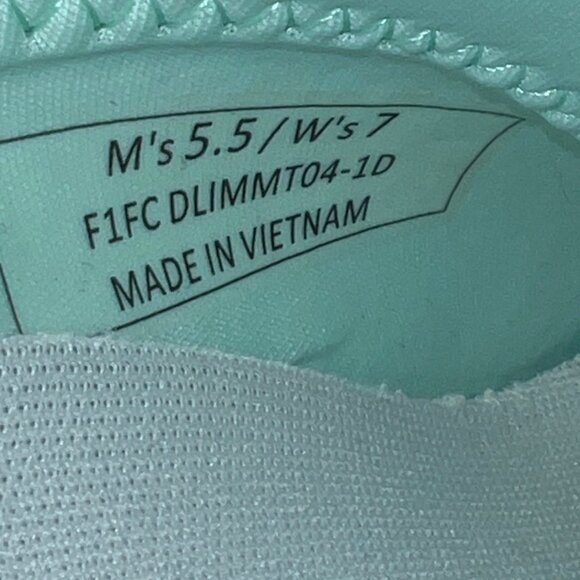 M's 5.5 / W's 7
F1FC DLIMMT04-1D
MADE IN VIETNAM